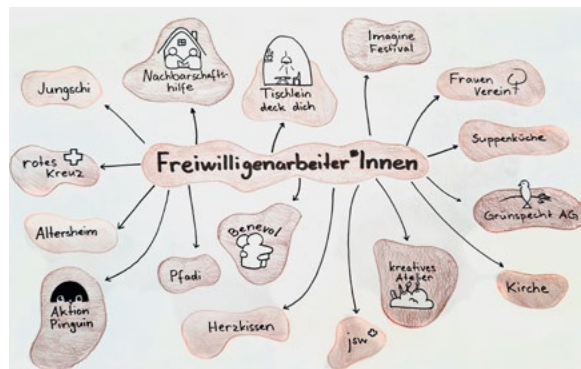 Jungschi
Nachbarschafts-
hilfe
Tischlein
deck dich
Imagine
Festival
Frauen
Verein
Suppenküche
rotes
Kreuz
Freiwilligenarbeiter*Innen
Grünspecht AG
Altersheim
Pfadi
Benevol
kreatives
Atelier
Kirche
Aktion
Pinguin
Herzkissen
jsw